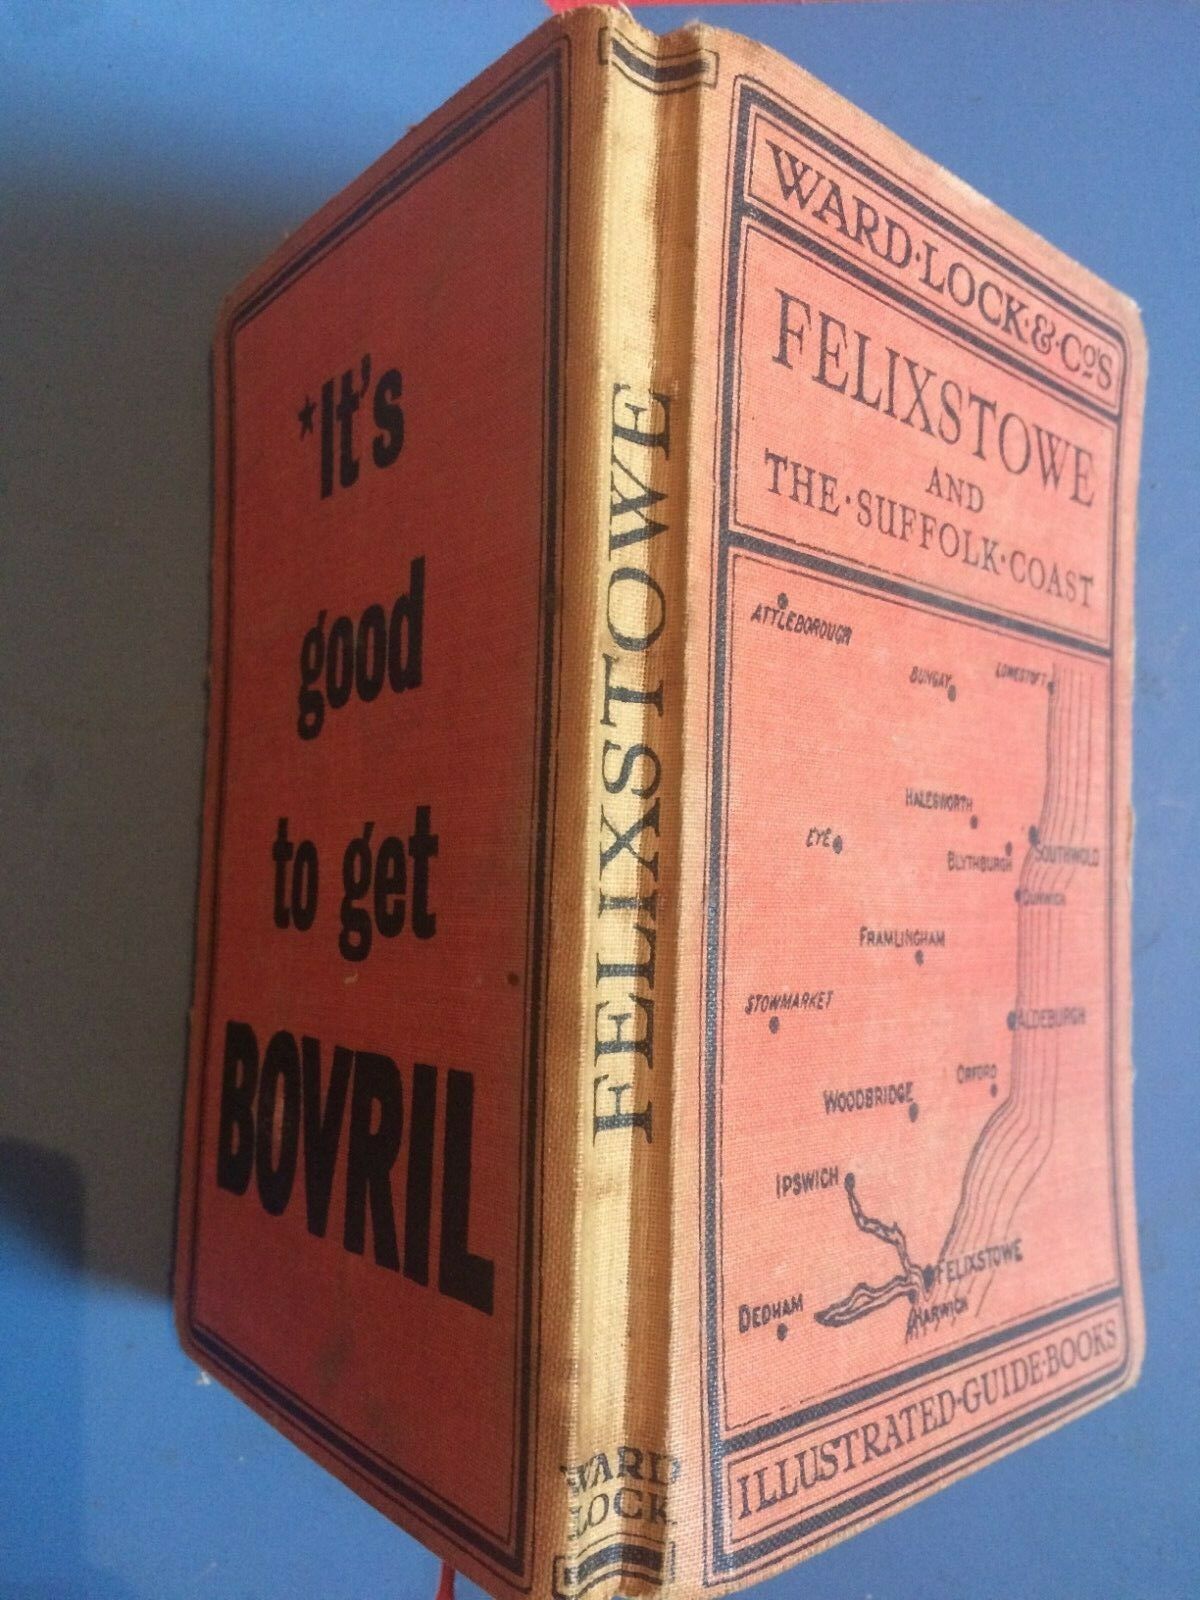 *It's
good
to get
BOVRIL
FELIXSTOWE
WARD
LOCK
WARD·LOCK·&·Co's
FELIXSTOWE
AND
THE·SUFFOLK·COAST
ATTLEBOROUGH
BUNGAY
LOWESTOFT
HALESWORTH
EYE
BLYTHBURGH
SOUTHWOLD
DUNWICH
FRAMLINGHAM
STOWMARKET
ALDEBURGH
ORFORD
WOODBRIDGE
IPSWICH
FELIXSTOWE
DEDHAM
HARWICH
ILLUSTRATED·GUIDE·BOOKS